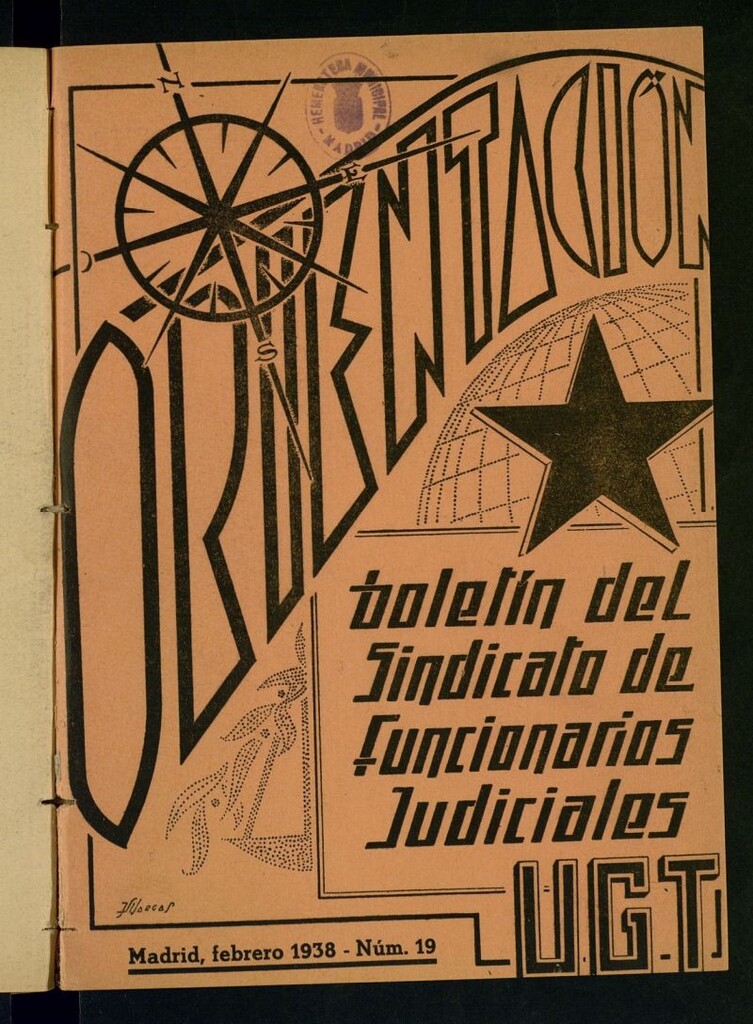 N
E
S
HEMEROTECA MUNICIPAL
MADRID
ORIENTACIÓN
boletín del
Sindicato de
Funcionarios
Judiciales
U.G.T.
Madrid, febrero 1938 - Núm. 19